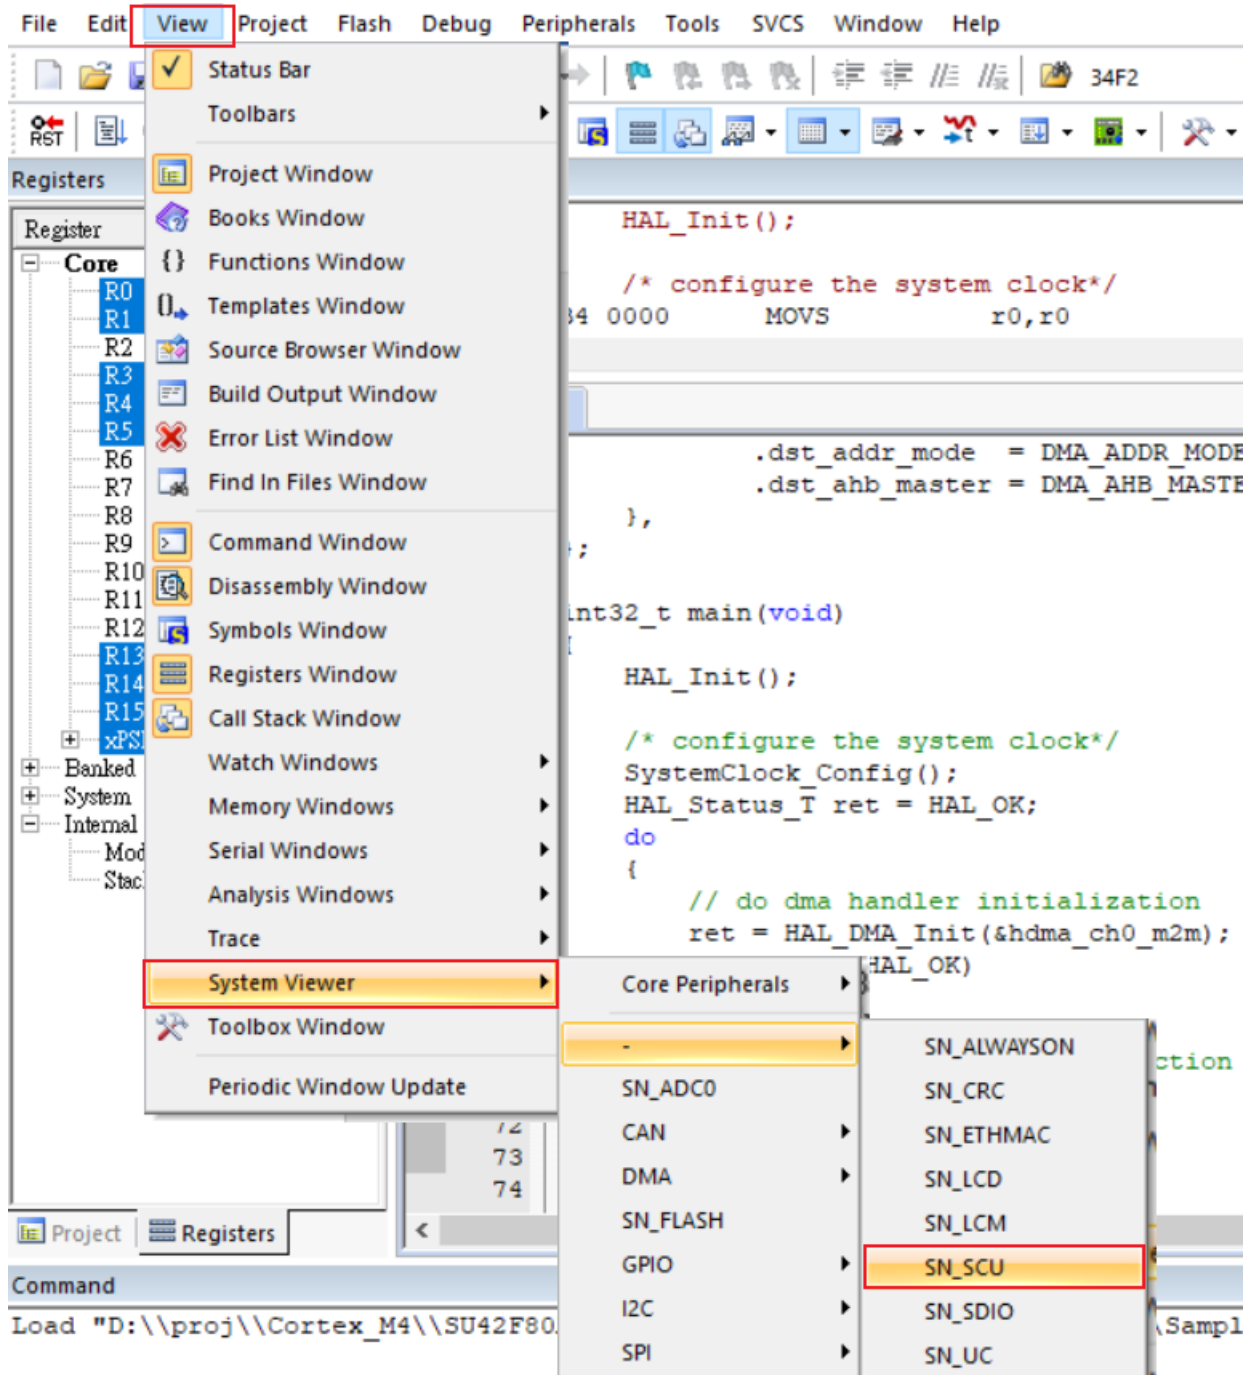 File Edit View Project Flash Debug Peripherals Tools SVCS Window Help
34F2
RST
Registers
Register
Core
R0
R1
R2
R3
R4
R5
R6
R7
R8
R9
R10
R11
R12
R13
R14
R15
Banked
System
Internal
Status Bar
Toolbars
Project Window
Books Window
Functions Window
Templates Window
Source Browser Window
Build Output Window
Error List Window
Find In Files Window
Command Window
Disassembly Window
Symbols Window
Registers Window
Call Stack Window
Watch Windows
Memory Windows
Serial Windows
Analysis Windows
Trace
System Viewer
Toolbox Window
Periodic Window Update
HAL_Init();
/* configure the system clock*/
34 0000 MOVS r0,r0
.dst_addr_mode = DMA_ADDR_MODE
.dst_ahb_master = DMA_AHB_MASTE
},
};
int32_t main(void)
{
HAL_Init();
/* configure the system clock*/
SystemClock_Config();
HAL_Status_T ret = HAL_OK;
do
{
// do dma handler initialization
ret = HAL_DMA_Init(&hdma_ch0_m2m);
HAL_OK)
ction
72
73
74
Core Peripherals
-
SN_ADC0
CAN
DMA
SN_FLASH
GPIO
I2C
SPI
SN_ALWAYSON
SN_CRC
SN_ETHMAC
SN_LCD
SN_LCM
SN_SCU
SN_SDIO
SN_UC
Project Registers
Command
Load "D:\\proj\\Cortex_M4\\SU42F80 \Sampl